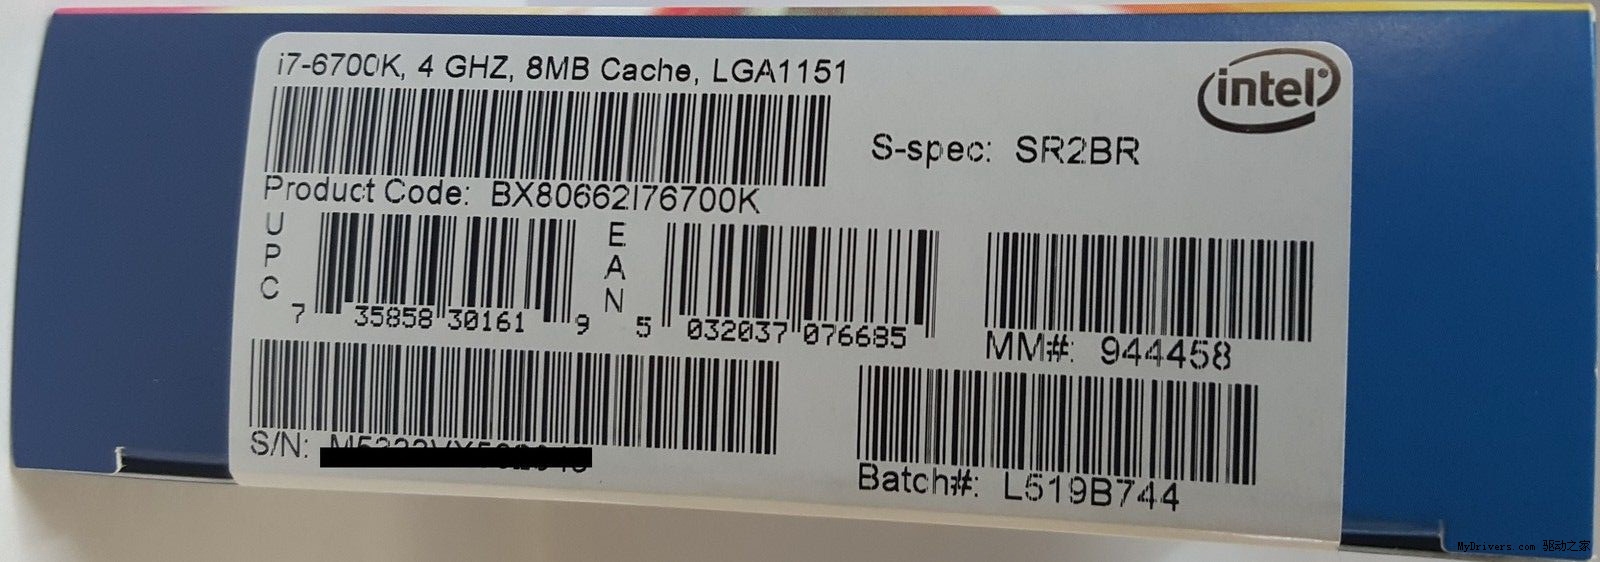 i7-6700K, 4 GHZ, 8MB Cache, LGA1151
intel
S-spec: SR2BR
Product Code: BX80662I76700K
UPC
7 35858 30161 9
EAN
5 032037 076685
MM#: 944458
S/N:
Batch#: L519B744
MyDrivers.com 驱动之家